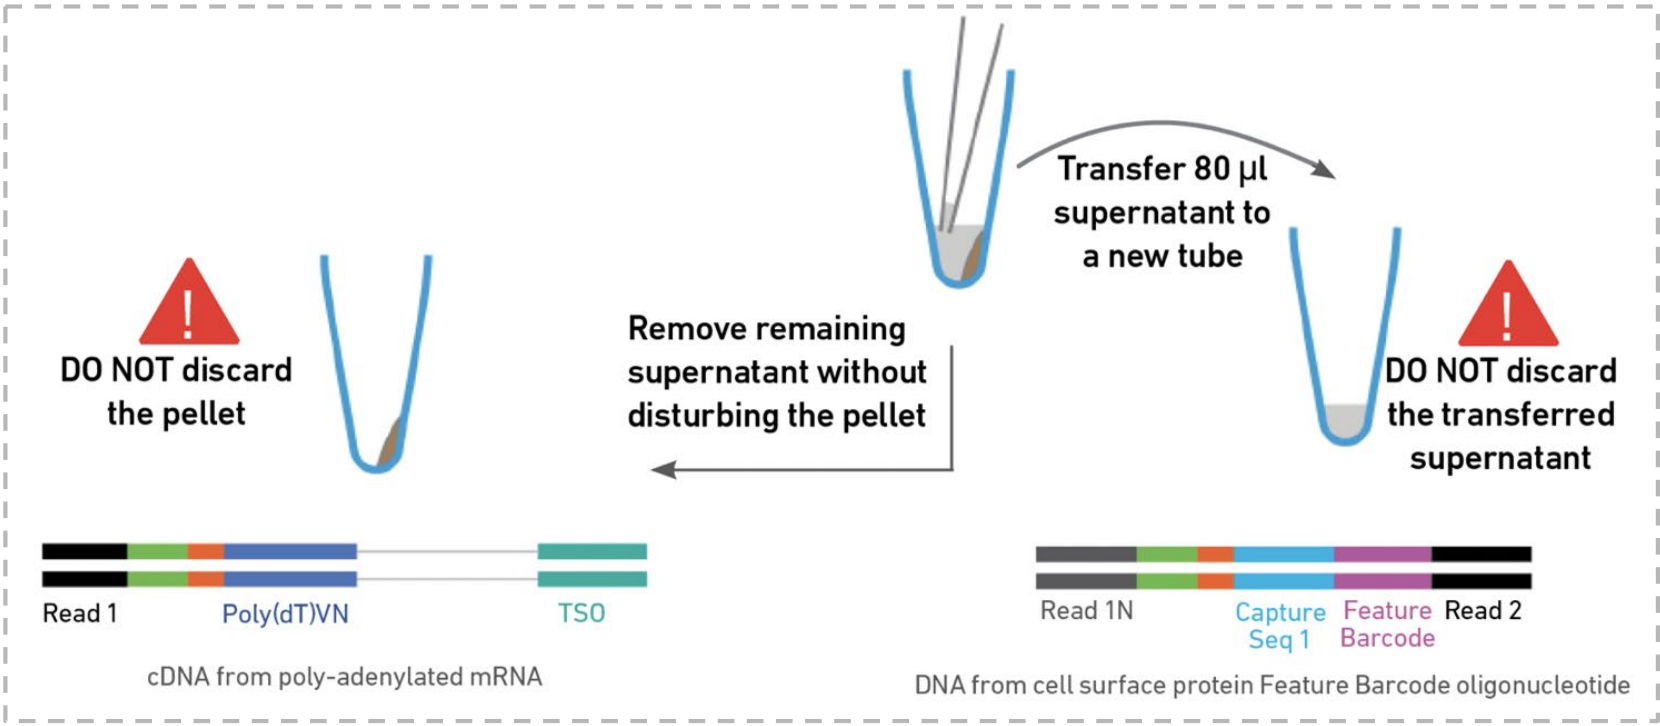 Transfer 80 µl
supernatant to
a new tube
!
DO NOT discard
the pellet
Remove remaining
supernatant without
disturbing the pellet
!
DO NOT discard
the transferred
supernatant
Read 1
Poly(dT)VN
TSO
cDNA from poly-adenylated mRNA
Read 1N
Capture
Seq 1
Feature
Barcode
Read 2
DNA from cell surface protein Feature Barcode oligonucleotide